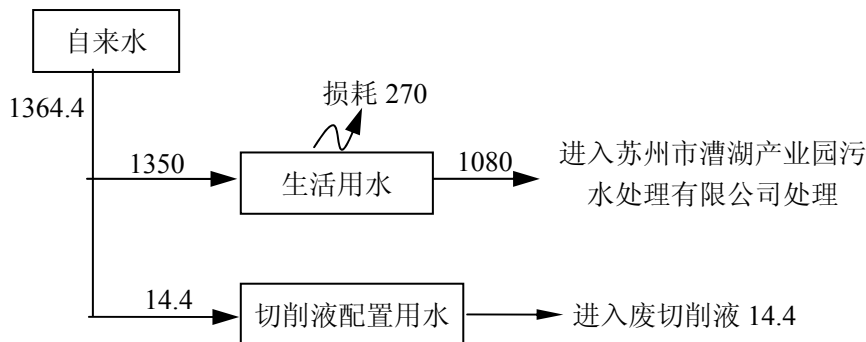 自来水
1364.4
损耗 270
1350
生活用水
1080
进入苏州市漕湖产业园污
水处理有限公司处理
14.4
切削液配置用水
进入废切削液 14.4